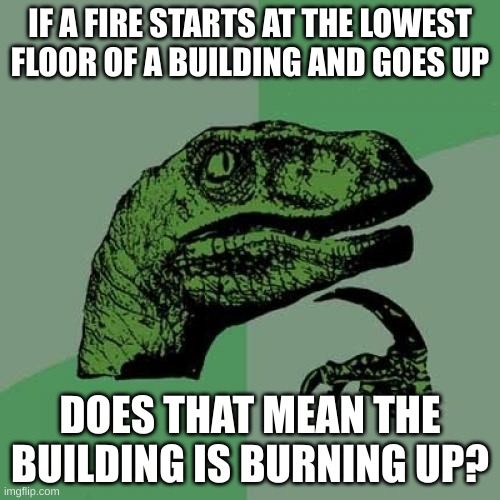 IF A FIRE STARTS AT THE LOWEST
FLOOR OF A BUILDING AND GOES UP
DOES THAT MEAN THE
BUILDING IS BURNING UP?
imgflip.com